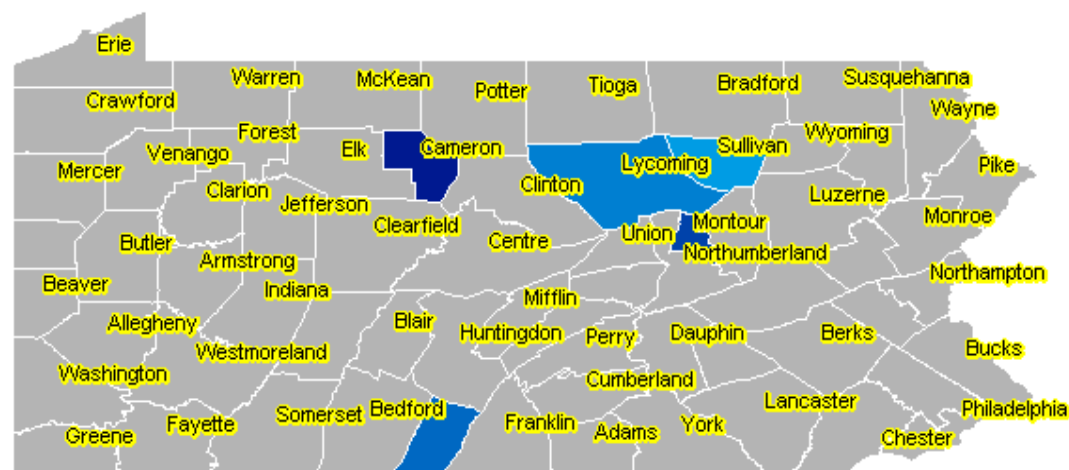 Erie
Warren
McKean
Potter
Tioga
Bradford
Susquehanna
Crawford
Wayne
Forest
Elk
Cameron
Sullivan
Wyoming
Venango
Mercer
Lycoming
Pike
Clarion
Clinton
Luzerne
Jefferson
Clearfield
Montour
Monroe
Butler
Centre
Union
Northumberland
Armstrong
Northampton
Beaver
Indiana
Mifflin
Allegheny
Blair
Huntingdon
Perry
Dauphin
Berks
Westmoreland
Bucks
Washington
Cumberland
Lancaster
Somerset
Bedford
Philadelphia
Greene
Fayette
Franklin
Adams
York
Chester